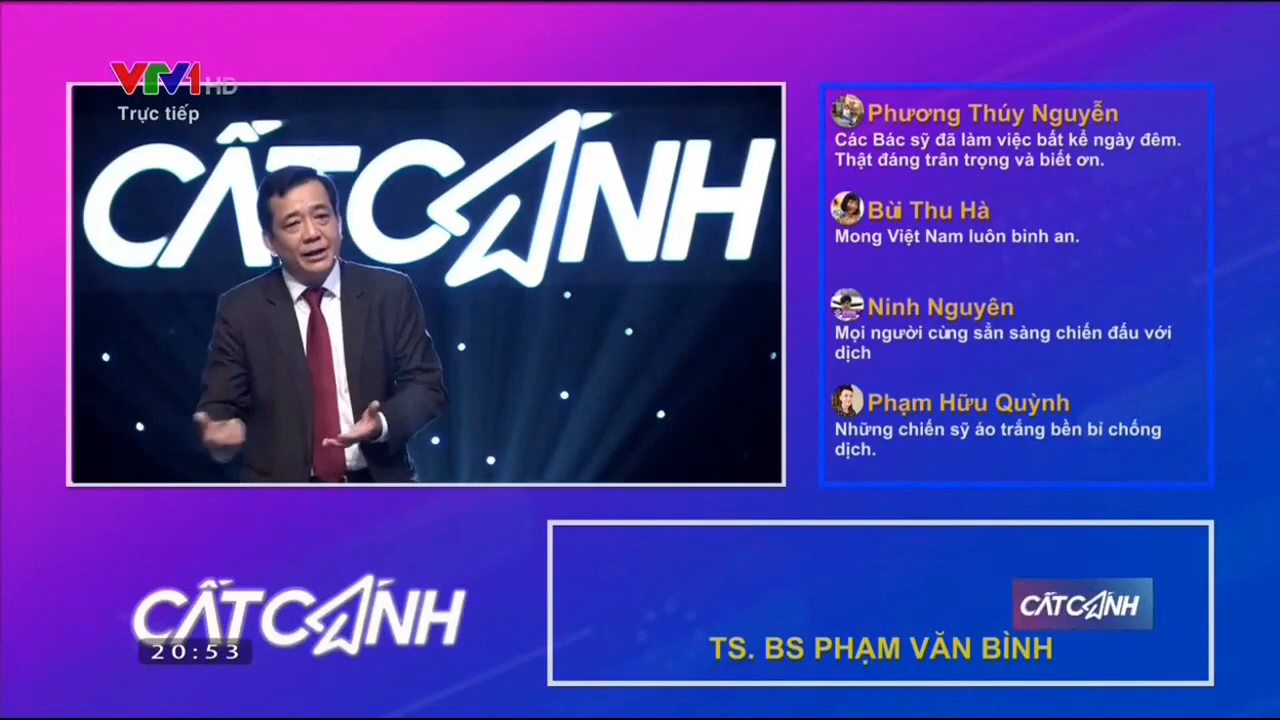 VTV1 HD
Trực tiếp
CẤT CÁNH
Phương Thúy Nguyễn
Các Bác sỹ đã làm việc bất kể ngày đêm.
Thật đáng trân trọng và biết ơn.
Bùi Thu Hà
Mong Việt Nam luôn bình an.
Ninh Nguyên
Mọi người cùng sẳn sàng chiến đấu với
dịch
Phạm Hữu Quỳnh
Những chiến sỹ áo trắng bền bỉ chống
dịch.
CẤT CÁNH
20:53
CẤT CÁNH
TS. BS PHẠM VĂN BÌNH